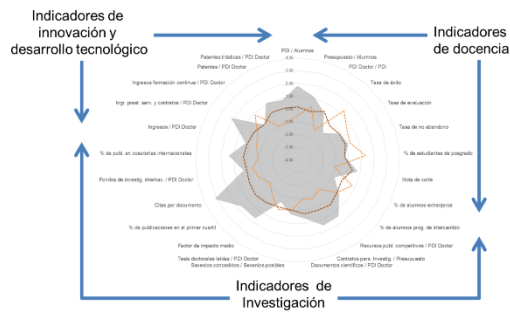 Indicadores de
innovación y
desarrollo tecnológico
Indicadores
de docencia
PDI / Alumnos
Presupuesto / Alumnos
PDI Doctor / PDI
Tasa de éxito
Tasa de evaluación
Tasa de no abandono
% de estudiantes de posgrado
Nota de corte
% de alumnos extranjeros
% de alumnos prog. de intercambio
Recursos públ. competitivos / PDI Doctor
Contratos pers. Investig. / Presupuesto
Documentos científicos / PDI Doctor
Sexenios concedidos / Sexenios posibles
Tesis doctorales leídas / PDI Doctor
Factor de impacto medio
% de publicaciones en el primer cuartil
Citas por documento
Fondos de investig. internac. / PDI Doctor
% de publ. en coautorías internacionales
Ingresos / PDI Doctor
Ingr. prest. serv. y contratos / PDI Doctor
Ingresos formación continua / PDI Doctor
Patentes / PDI Doctor
Patentes triádicas / PDI Doctor
Indicadores de
Investigación